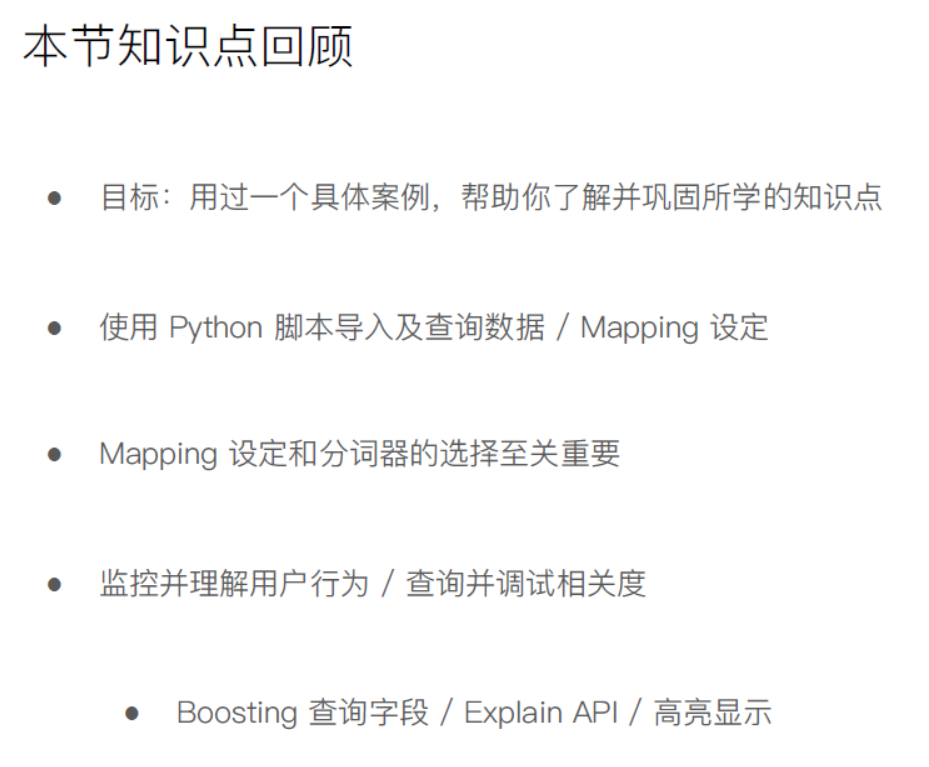 本节知识点回顾
● 目标：用过一个具体案例，帮助你了解并巩固所学的知识点
● 使用 Python 脚本导入及查询数据 / Mapping 设定
● Mapping 设定和分词器的选择至关重要
● 监控并理解用户行为 / 查询并调试相关度
● Boosting 查询字段 / Explain API / 高亮显示